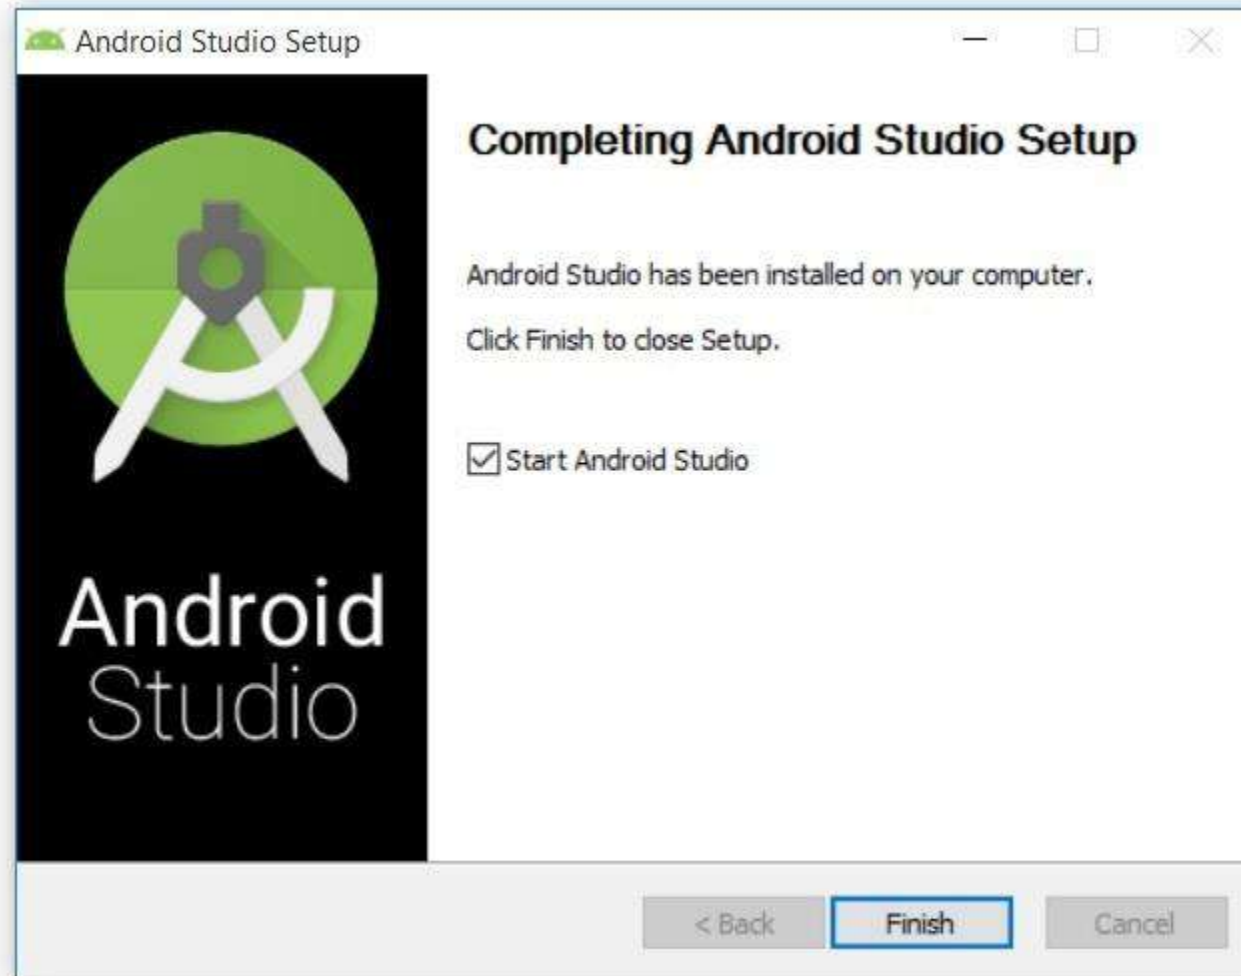 Android Studio Setup
Completing Android Studio Setup
Android Studio has been installed on your computer.
Click Finish to close Setup.
Start Android Studio
Android
Studio
< Back
Finish
Cancel